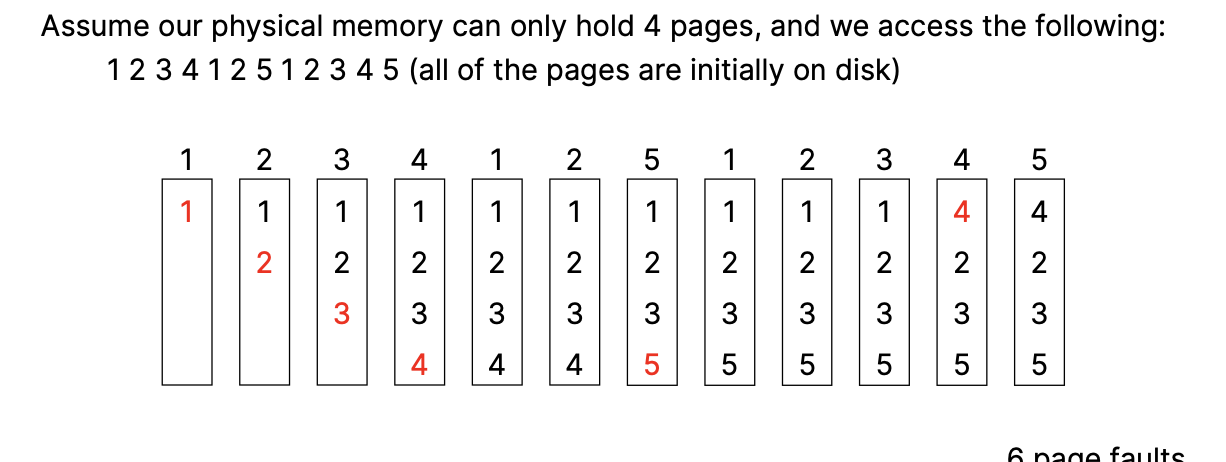 Assume our physical memory can only hold 4 pages, and we access the following:
1 2 3 4 1 2 5 1 2 3 4 5 (all of the pages are initially on disk)
1 2 3 4 1 2 5 1 2 3 4 5
1 1 1 1 1 1 1 1 1 1 4 4
2 2 2 2 2 2 2 2 2 2 2
3 3 3 3 3 3 3 3 3 3
4 4 4 5 5 5 5 5 5
6 page faults